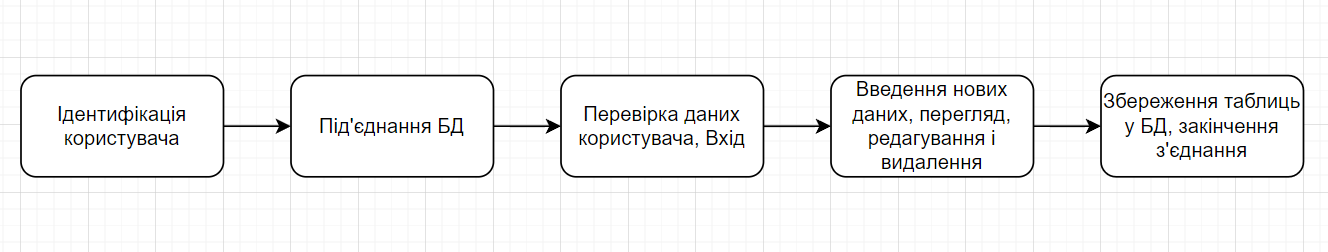 Ідентифікація
користувача
Під'єднання БД
Перевірка даних
користувача, Вхід
Введення нових
даних, перегляд,
редагування і
видалення
Збереження таблиць
у БД, закінчення
з'єднання